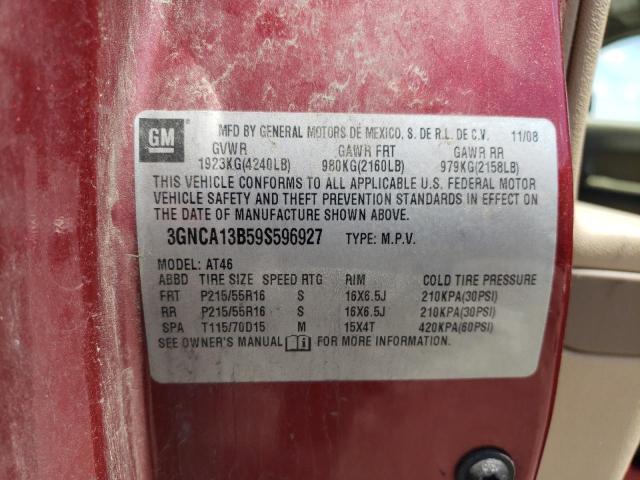 GM MFD BY GENERAL MOTORS DE MEXICO, S. DE R.L. DE C.V. 11/08
GVWR GAWR FRT GAWR RR
1923KG(4240LB) 980KG(2160LB) 979KG(2158LB)
THIS VEHICLE CONFORMS TO ALL APPLICABLE U.S. FEDERAL MOTOR
VEHICLE SAFETY AND THEFT PREVENTION STANDARDS IN EFFECT ON
THE DATE OF MANUFACTURE SHOWN ABOVE.
3GNCA13B59S596927 TYPE: M.P.V.
MODEL: AT46
ABBD TIRE SIZE SPEED RTG RIM COLD TIRE PRESSURE
FRT P215/55R16 S 16X6.5J 210KPA(30PSI)
RR P215/55R16 S 16X6.5J 210KPA(30PSI)
SPA T115/70D15 M 15X4T 420KPA(60PSI)
SEE OWNER'S MANUAL i FOR MORE INFORMATION.